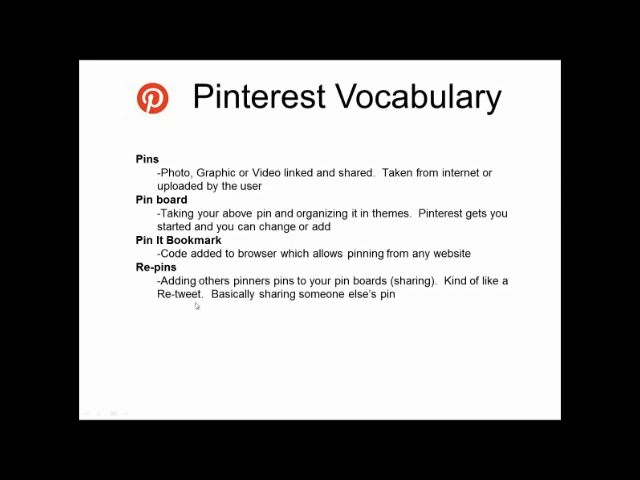 Pinterest Vocabulary
Pins
-Photo, Graphic or Video linked and shared. Taken from internet or
uploaded by the user
Pin board
-Taking your above pin and organizing it in themes. Pinterest gets you
started and you can change or add
Pin It Bookmark
-Code added to browser which allows pinning from any website
Re-pins
-Adding others pinners pins to your pin boards (sharing). Kind of like a
Re-tweet. Basically sharing someone else's pin